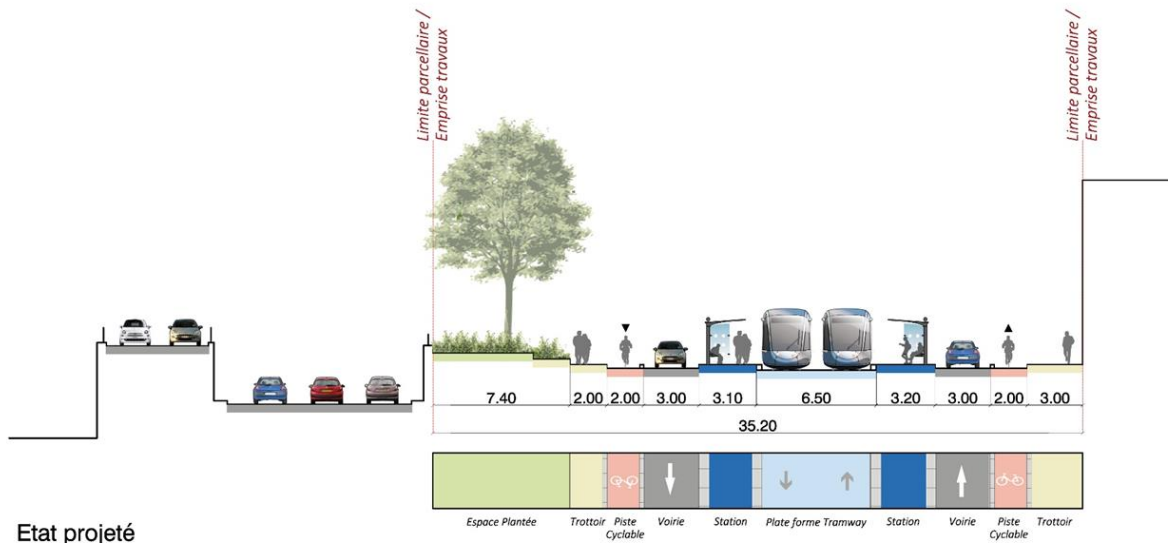 Limite parcellaire /
Emprise travaux
Limite parcellaire /
Emprise travaux
7.40 2.00 2.00 3.00 3.10 6.50 3.20 3.00 2.00 3.00
35.20
Espace Plantée Trottoir Piste Cyclable Voirie Station Plate forme Tramway Station Voirie Piste Cyclable Trottoir
Etat projeté